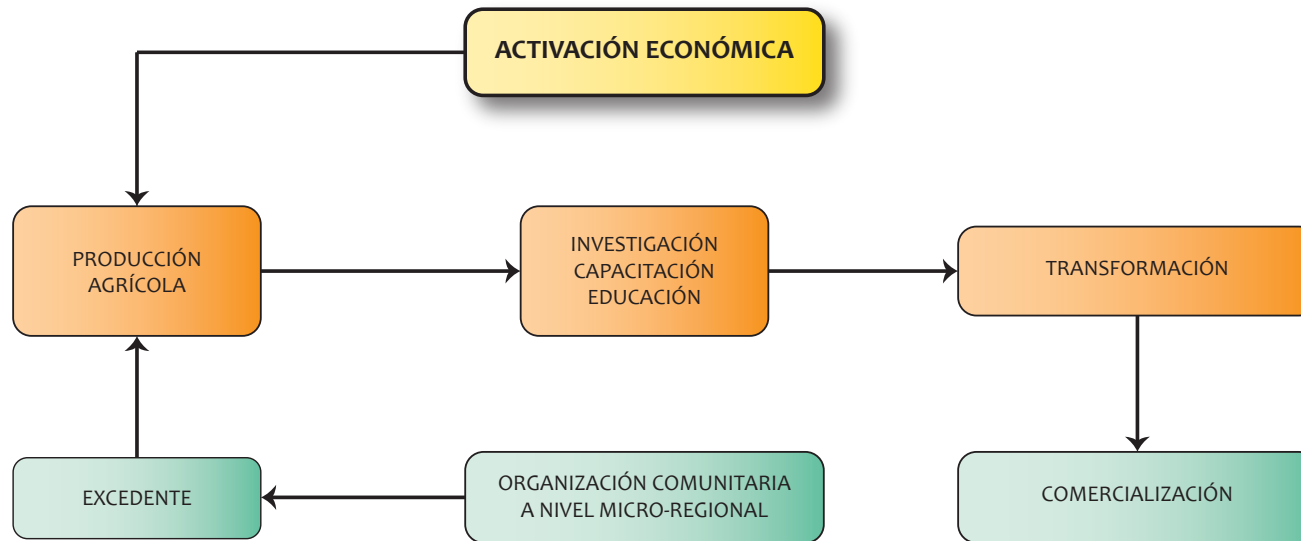 ACTIVACIÓN ECONÓMICA
PRODUCCIÓN
AGRÍCOLA
INVESTIGACIÓN
CAPACITACIÓN
EDUCACIÓN
TRANSFORMACIÓN
EXCEDENTE
ORGANIZACIÓN COMUNITARIA
A NIVEL MICRO-REGIONAL
COMERCIALIZACIÓN